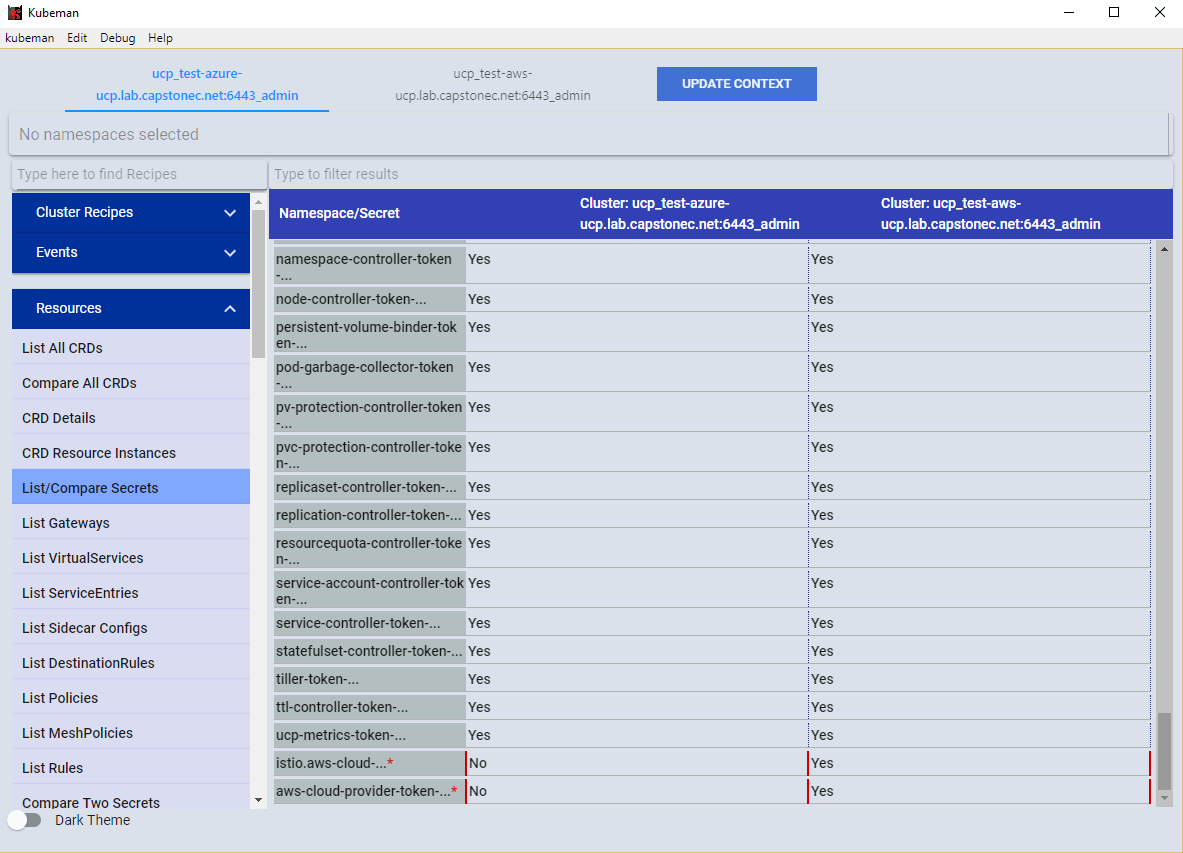 Kubeman
kubeman Edit Debug Help
ucp_test-azure-
ucp.lab.capstonec.net:6443_admin
ucp_test-aws-
ucp.lab.capstonec.net:6443_admin
UPDATE CONTEXT
No namespaces selected
Type here to find Recipes
Type to filter results
Cluster Recipes
Events
Resources
List All CRDs
Compare All CRDs
CRD Details
CRD Resource Instances
List/Compare Secrets
List Gateways
List VirtualServices
List ServiceEntries
List Sidecar Configs
List DestinationRules
List Policies
List MeshPolicies
List Rules
Compare Two Secrets
Dark Theme
Namespace/Secret
Cluster: ucp_test-azure-
ucp.lab.capstonec.net:6443_admin
Cluster: ucp_test-aws-
ucp.lab.capstonec.net:6443_admin
namespace-controller-token Yes Yes
-...
node-controller-token-... Yes Yes
persistent-volume-binder-tok Yes Yes
en-...
pod-garbage-collector-token Yes Yes
-...
pv-protection-controller-token Yes Yes
-...
pvc-protection-controller-toke Yes Yes
n-...
replicaset-controller-token-... Yes Yes
replication-controller-token-... Yes Yes
resourcequota-controller-toke Yes Yes
n-...
service-account-controller-tok Yes Yes
en-...
service-controller-token-... Yes Yes
statefulset-controller-token-... Yes Yes
tiller-token-... Yes Yes
ttl-controller-token-... Yes Yes
ucp-metrics-token-... Yes Yes
istio.aws-cloud-...* No Yes
aws-cloud-provider-token-...* No Yes